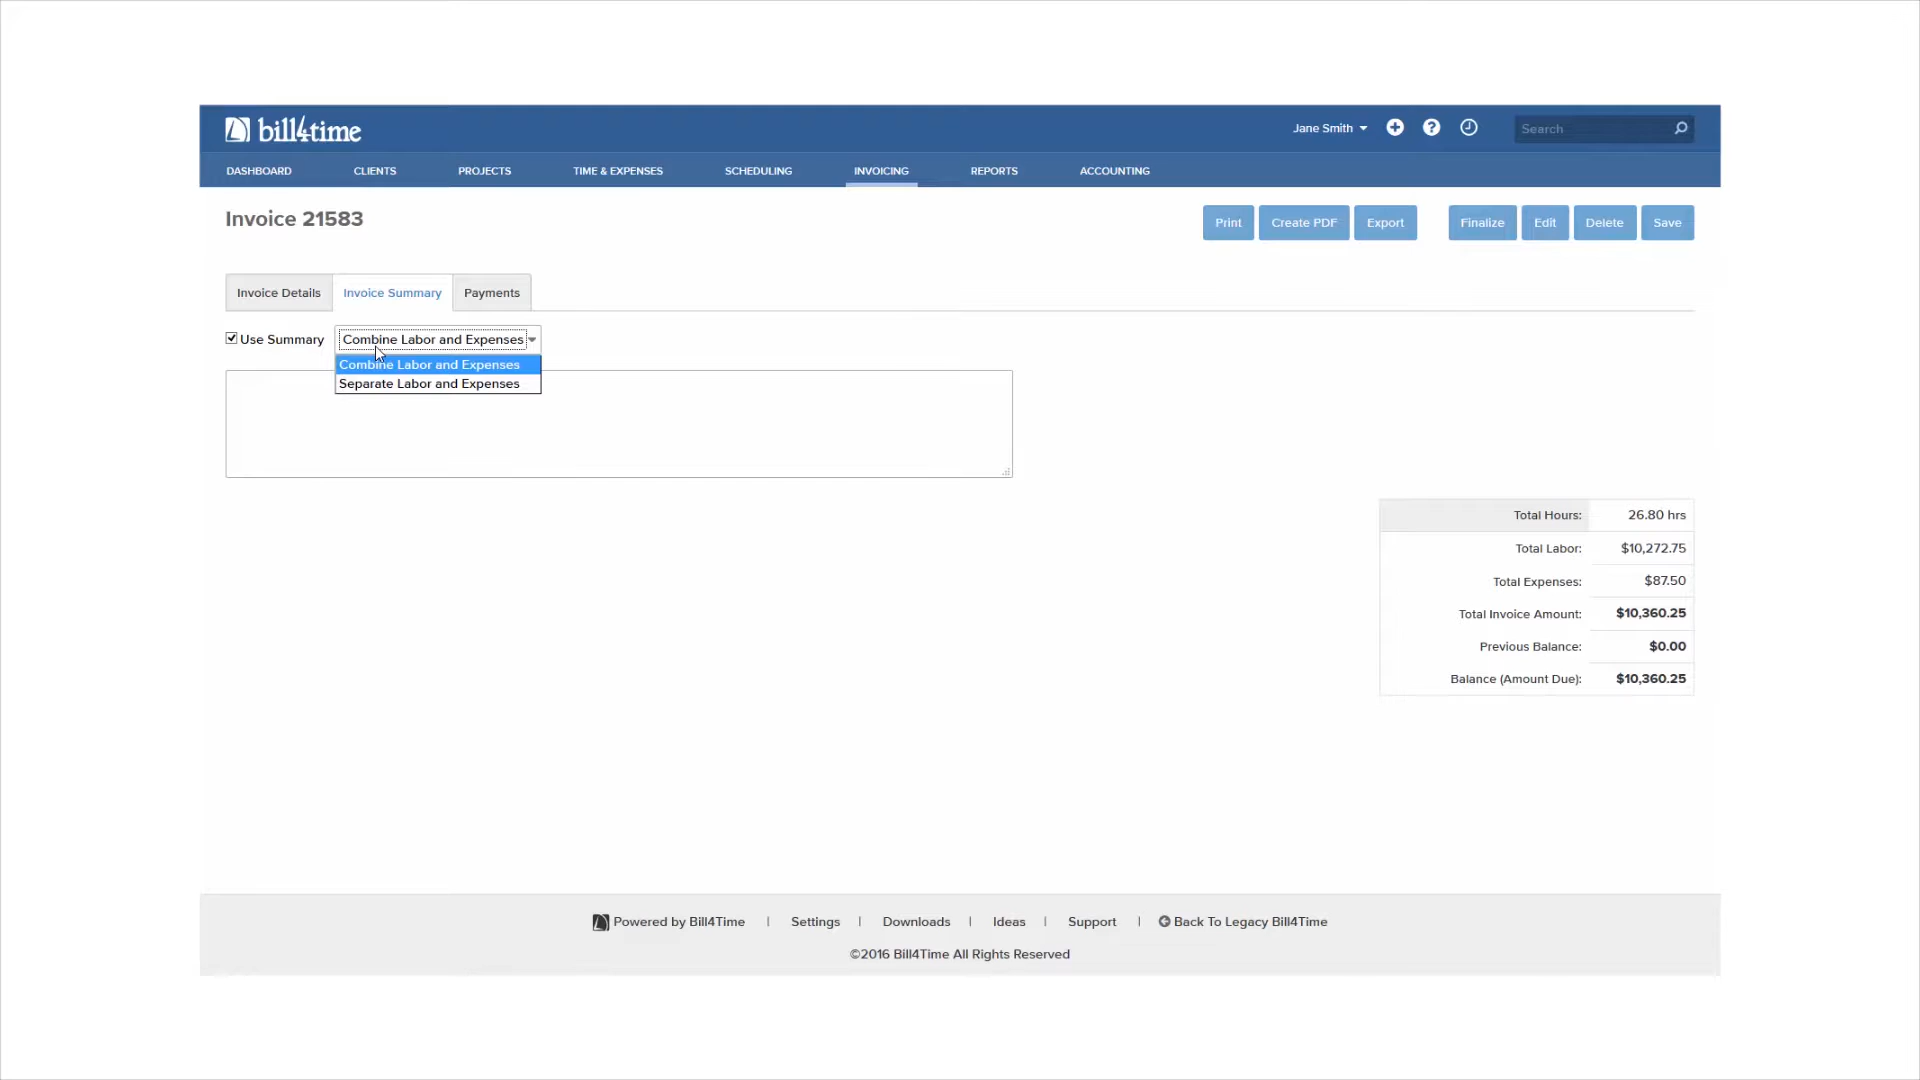 bill4time
Jane Smith
Search
DASHBOARD CLIENTS PROJECTS TIME & EXPENSES SCHEDULING INVOICING REPORTS ACCOUNTING
Invoice 21583
Print Create PDF Export Finalize Edit Delete Save
Invoice Details Invoice Summary Payments
Use Summary Combine Labor and Expenses
Combine Labor and Expenses
Separate Labor and Expenses
Total Hours: 26.80 hrs
Total Labor: $10,272.75
Total Expenses: $87.50
Total Invoice Amount: $10,360.25
Previous Balance: $0.00
Balance (Amount Due): $10,360.25
Powered by Bill4Time | Settings | Downloads | Ideas | Support | Back To Legacy Bill4Time
©2016 Bill4Time All Rights Reserved